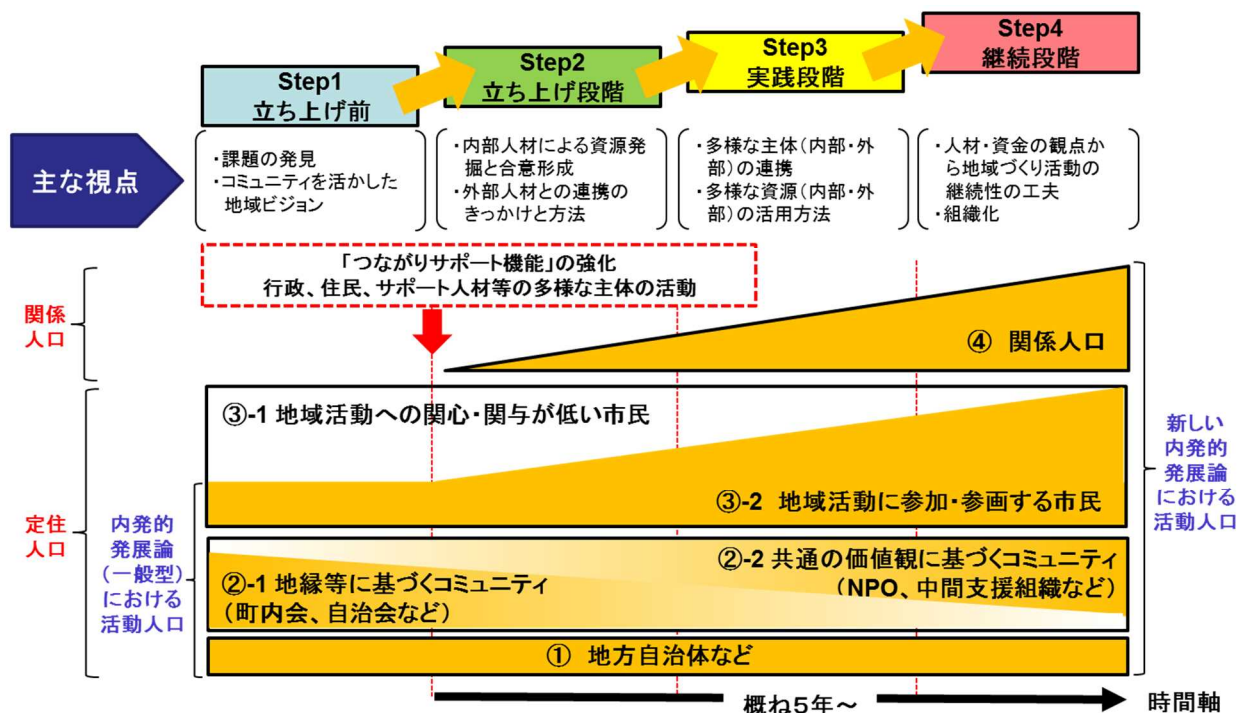 Step1
立ち上げ前
Step2
立ち上げ段階
Step3
実践段階
Step4
継続段階
主な視点
・課題の発見
・コミュニティを活かした
地域ビジョン
・内部人材による資源発
掘と合意形成
・外部人材との連携の
きっかけと方法
・多様な主体(内部・外
部)の連携
・多様な資源(内部・外
部)の活用方法
・人材・資金の観点か
ら地域づくり活動の
継続性の工夫
・組織化
「つながりサポート機能」の強化
行政、住民、サポート人材等の多様な主体の活動
関係
人口
④ 関係人口
③-1 地域活動への関心・関与が低い市民
③-2 地域活動に参加・参画する市民
定住
人口
内発的
発展論
(一般型)
における
活動人口
②-1 地縁等に基づくコミュニティ
(町内会、自治会など)
②-2 共通の価値観に基づくコミュニティ
(NPO、中間支援組織など)
① 地方自治体など
新しい
内発的
発展論
における
活動人口
概ね5年~
時間軸